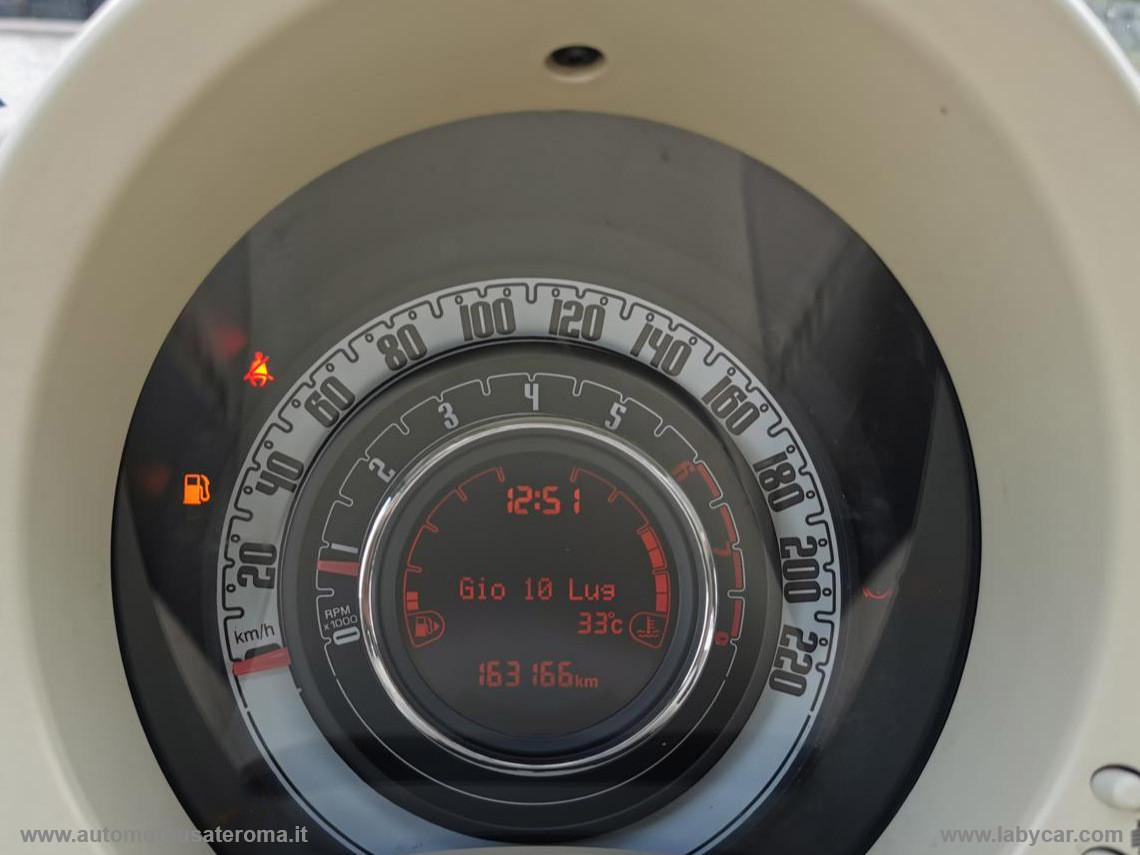 20 40 60 80 100 120 140 160 180 200 220
km/h
1 2 3 4 5 6 7 8
RPM
x1000
0
12:51
Gio 10 Lug
33°c
163166km
www.automobiliusateroma.it
www.labycar.com